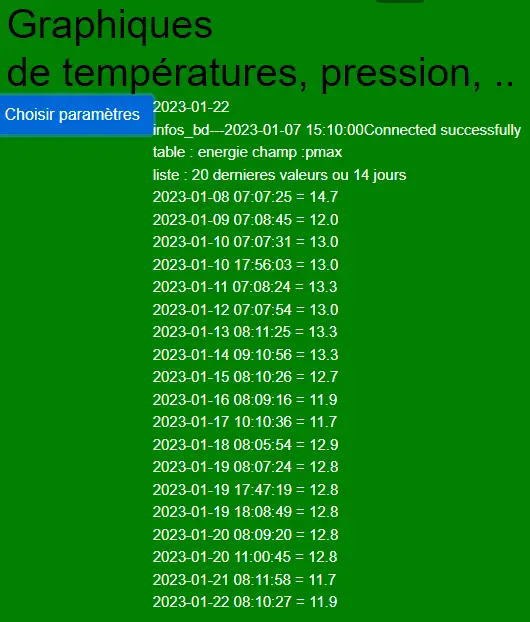 Graphiques
de températures, pression, ..
Choisir paramètres
2023-01-22
infos_bd---2023-01-07 15:10:00Connected successfully
table : energie champ :pmax
liste : 20 dernieres valeurs ou 14 jours
2023-01-08 07:07:25 = 14.7
2023-01-09 07:08:45 = 12.0
2023-01-10 07:07:31 = 13.0
2023-01-10 17:56:03 = 13.0
2023-01-11 07:08:24 = 13.3
2023-01-12 07:07:54 = 13.0
2023-01-13 08:11:25 = 13.3
2023-01-14 09:10:56 = 13.3
2023-01-15 08:10:26 = 12.7
2023-01-16 08:09:16 = 11.9
2023-01-17 10:10:36 = 11.7
2023-01-18 08:05:54 = 12.9
2023-01-19 08:07:24 = 12.8
2023-01-19 17:47:19 = 12.8
2023-01-19 18:08:49 = 12.8
2023-01-20 08:09:20 = 12.8
2023-01-20 11:00:45 = 12.8
2023-01-21 08:11:58 = 11.7
2023-01-22 08:10:27 = 11.9